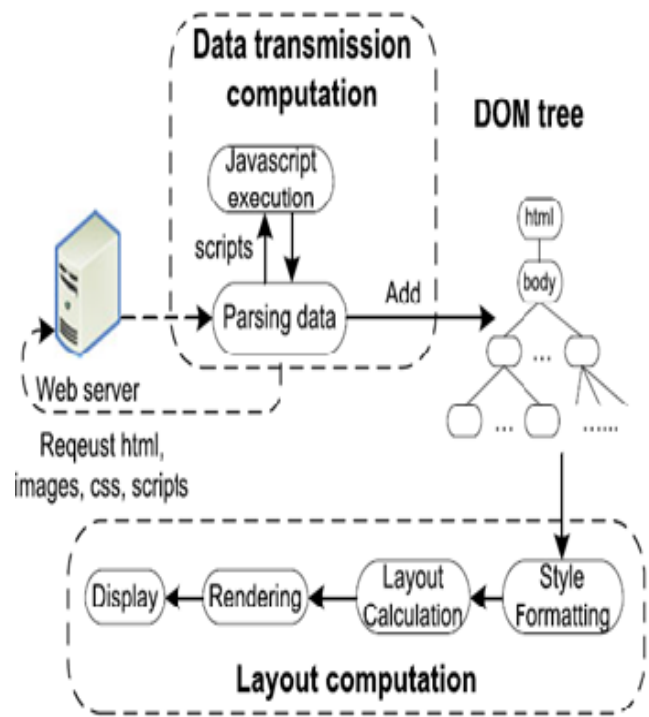 Data transmission
computation
DOM tree
Javascript
execution
scripts
Parsing data
Add
html
body
...
...
......
Web server
Reqeust html,
images, css, scripts
Display
Rendering
Layout
Calculation
Style
Formatting
Layout computation